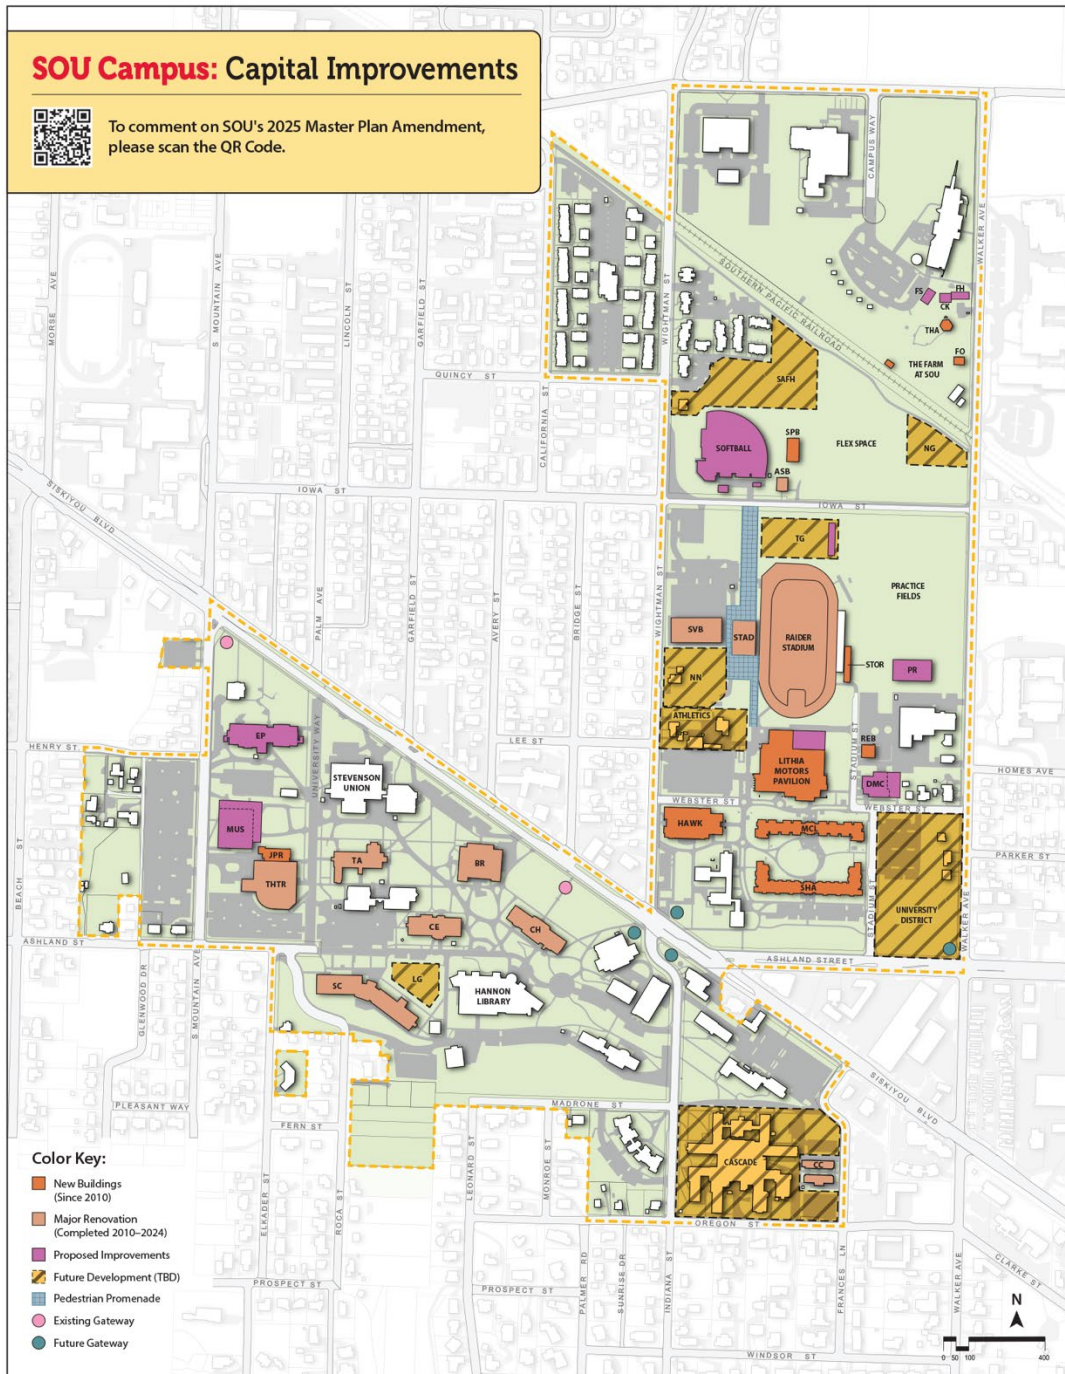 SOU Campus: Capital Improvements
To comment on SOU's 2025 Master Plan Amendment,
please scan the QR Code.
MORSE AVE
S MOUNTAIN AVE
LINCOLN ST
GARFIELD ST
QUINCY ST
CALIFORNIA ST
WIGHTMAN ST
CAMPUS WAY
WALKER AVE
SOUTHERN PACIFIC RAILROAD
FS
CK
FH
THA
FO
THE FARM
AT SOU
SAFH
SOFTBALL
SPB
ASB
FLEX SPACE
NG
SISKIYOU BLVD
IOWA ST
IOWA ST
TG
PRACTICE
FIELDS
PALM AVE
GARFIELD ST
AVERY ST
BRIDGE ST
WIGHTMAN ST
SVB
STAD
RAIDER
STADIUM
STOR
PR
NN
ATHLETICS
STADIUM ST
REB
LITHIA
MOTORS
PAVILION
DMC
HENRY ST
EP
UNIVERSITY WAY
LEE ST
HOMES AVE
STEVENSON
UNION
WEBSTER ST
WEBSTER ST
MUS
HAWK
MCL
JPR
THTR
TA
BR
SHA
PARKER ST
BEACH ST
STADIUM ST
UNIVERSITY
DISTRICT
WALKER AVE
CE
CH
ASHLAND ST
ASHLAND STREET
GLENWOOD DR
S MOUNTAIN AVE
SC
LG
HANNON
LIBRARY
SISKIYOU BLVD
PLEASANT WAY
MADRONE ST
FERN ST
CASCADE
CC
LEONARD ST
MONROE ST
OREGON ST
ELKADER ST
ROCA ST
PALMER RD
SUNRISE DR
INDIANA ST
FRANCES LN
WALKER AVE
CLARKE ST
PROSPECT ST
PROSPECT ST
WINDSOR ST
Color Key:
New Buildings
(Since 2010)
Major Renovation
(Completed 2010–2024)
Proposed Improvements
Future Development (TBD)
Pedestrian Promenade
Existing Gateway
Future Gateway
N
0 50 100 400